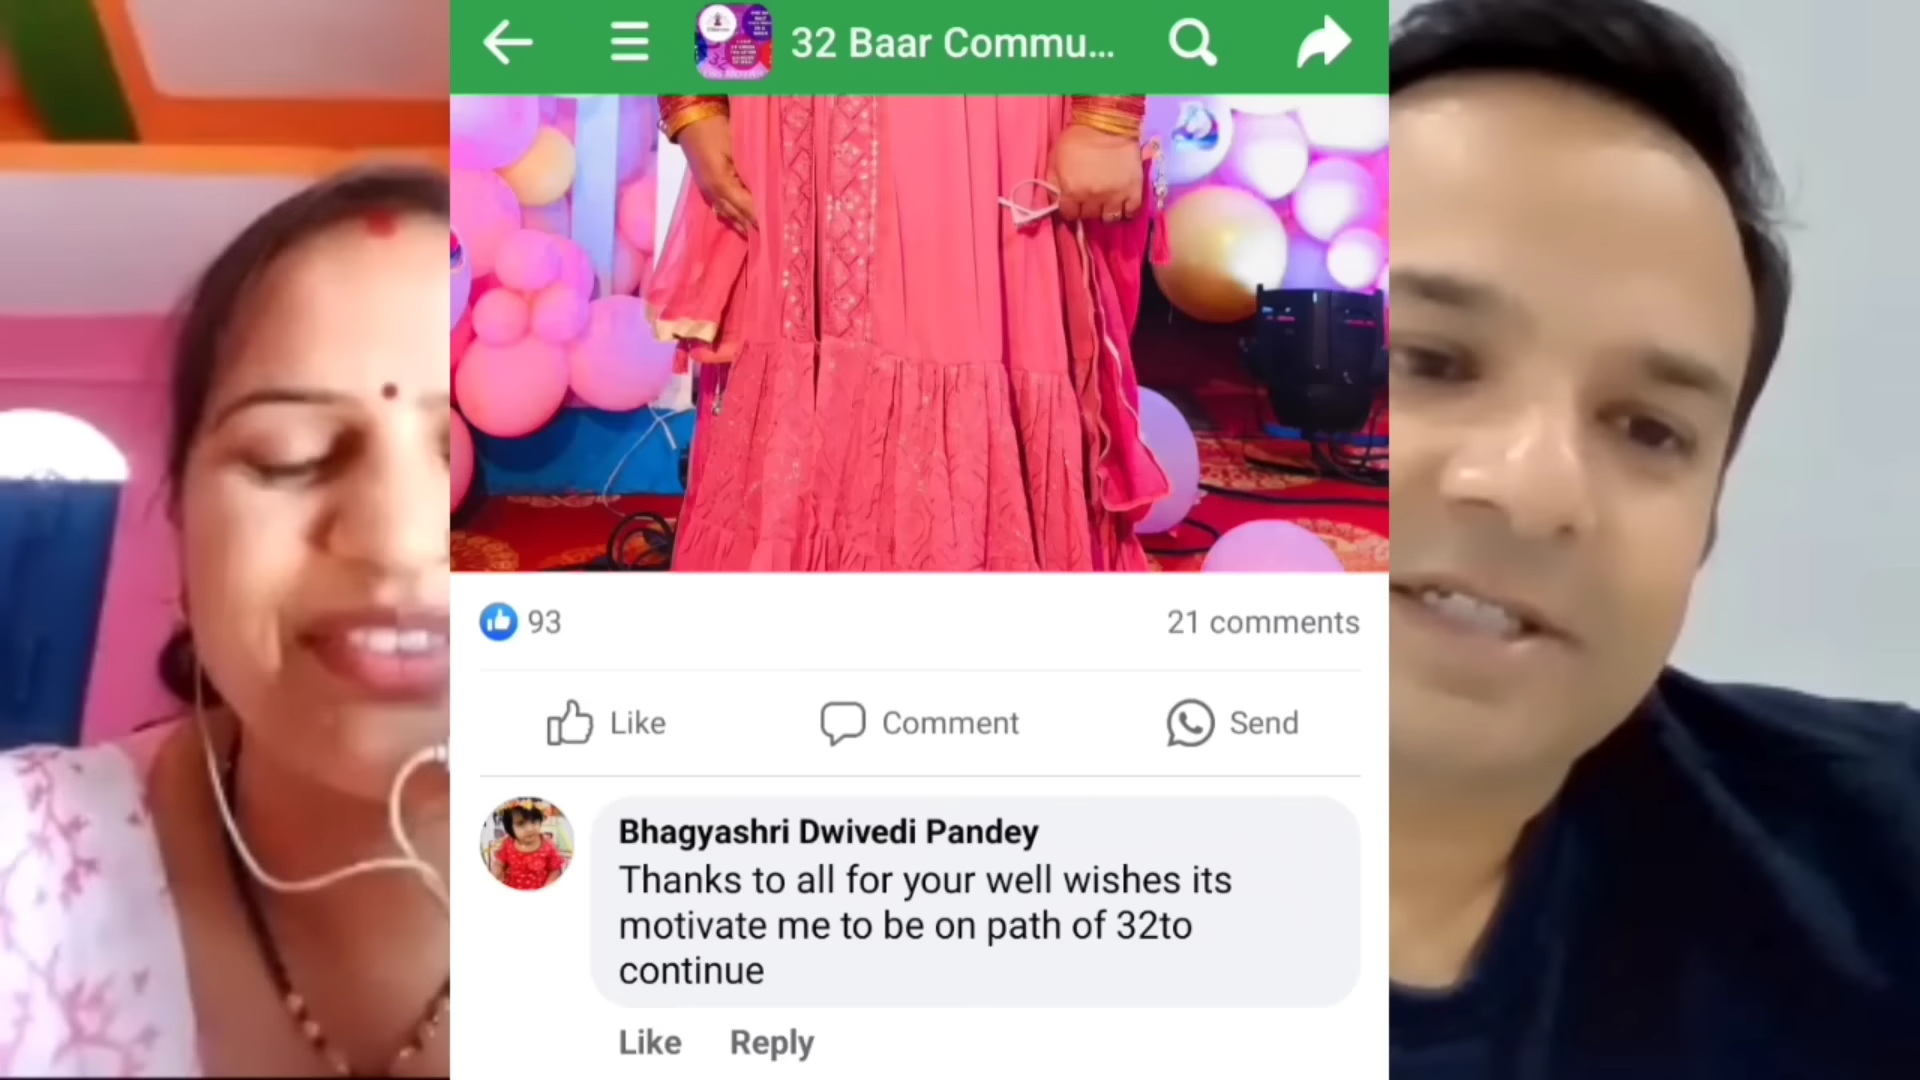 32 Baar Commu...
93
21 comments
Like
Comment
Send
Bhagyashri Dwivedi Pandey
Thanks to all for your well wishes its
motivate me to be on path of 32to
continue
Like
Reply